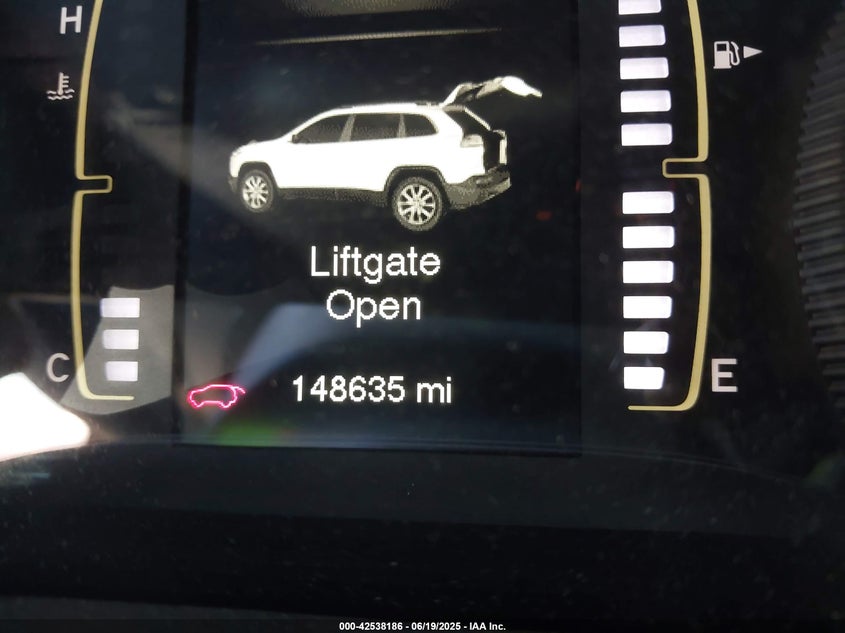 H
Liftgate
Open
C
148635 mi
E
000-42538186 - 06/19/2025 - IAA Inc.